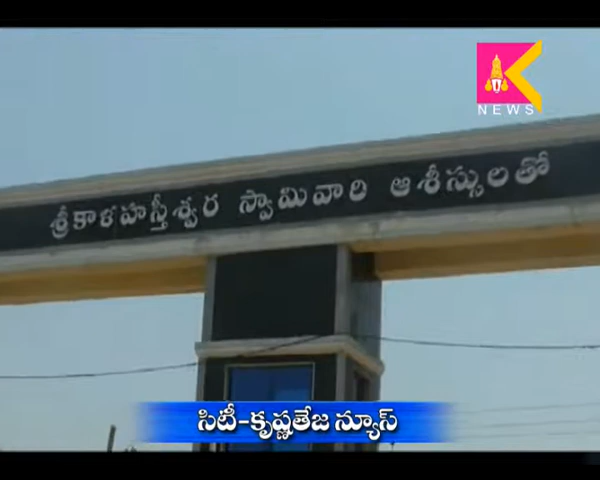 K
NEWS
శ్రీకాళహస్తీశ్వర స్వామివారి ఆశీస్సులతో
సిటీ-కృష్ణతేజ న్యూస్